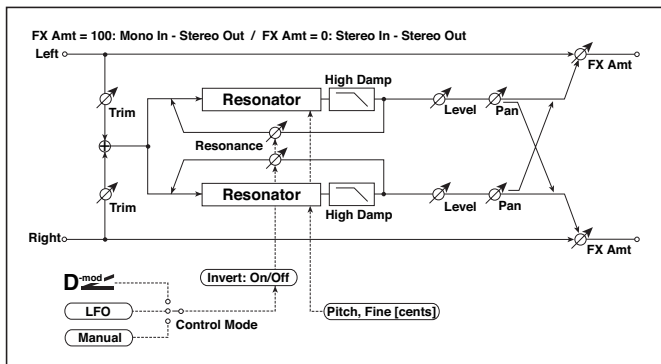 FX Amt = 100: Mono In - Stereo Out / FX Amt = 0: Stereo In - Stereo Out
Left
FX Amt
High Damp
Resonator
Trim
Level
Pan
Resonance
Resonator
High Damp
Level
Pan
Trim
Right
FX Amt
D-mod
Invert: On/Off
LFO
Control Mode
Pitch, Fine [cents]
Manual